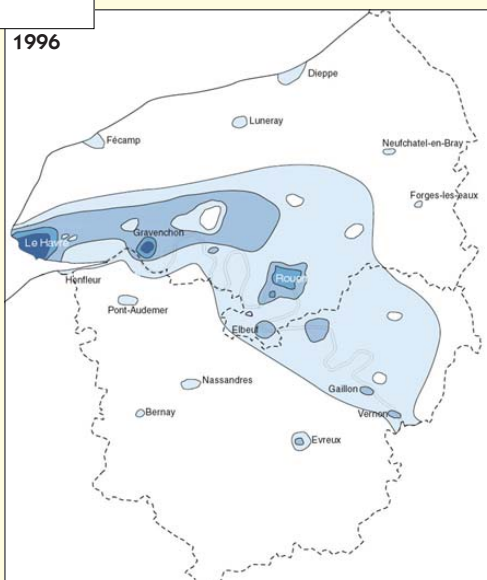 1996
Dieppe
Luneray
Fécamp
Neufchatel-en-Bray
Forges-les-eaux
Gravenchon
Le Havre
Rouen
Honfleur
Pont-Audemer
Elbeuf
Nassandres
Gaillon
Bernay
Vernon
Evreux